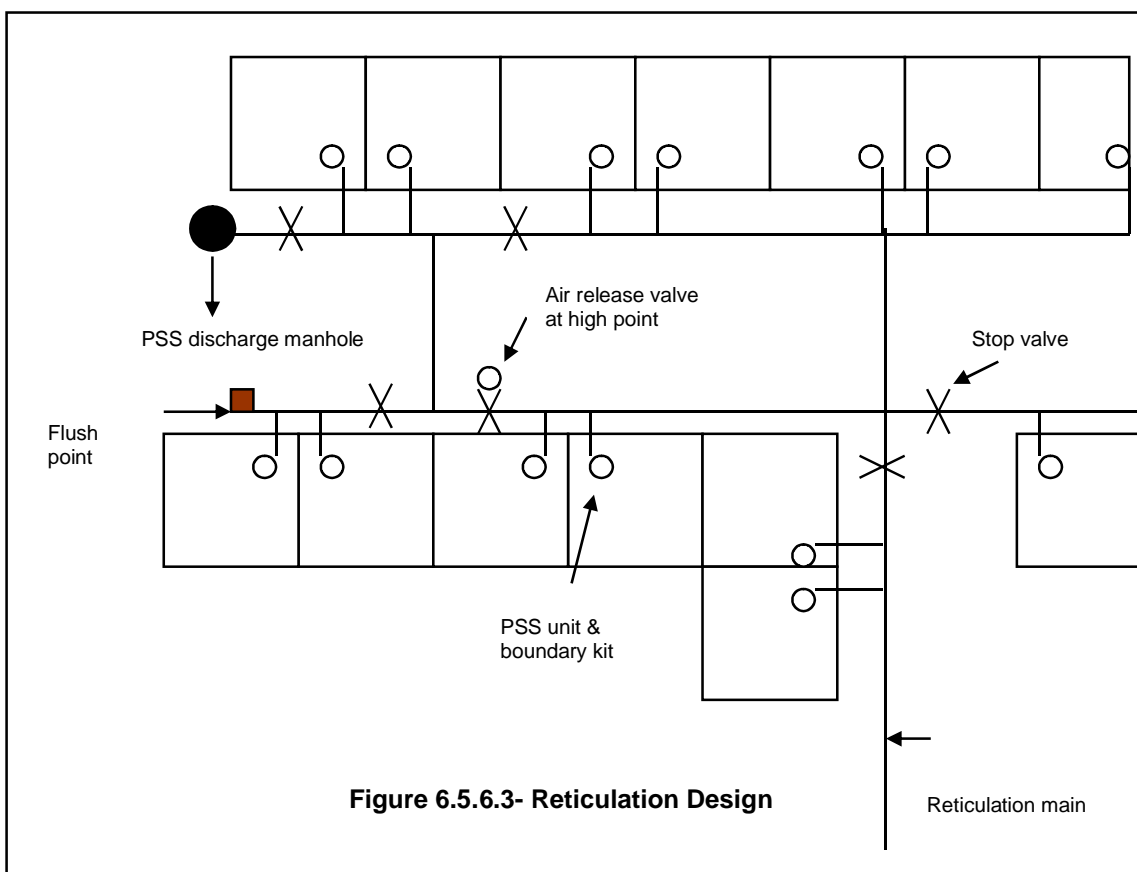 Air release valve
at high point
PSS discharge manhole
Stop valve
Flush
point
PSS unit &
boundary kit
Figure 6.5.6.3- Reticulation Design
Reticulation main